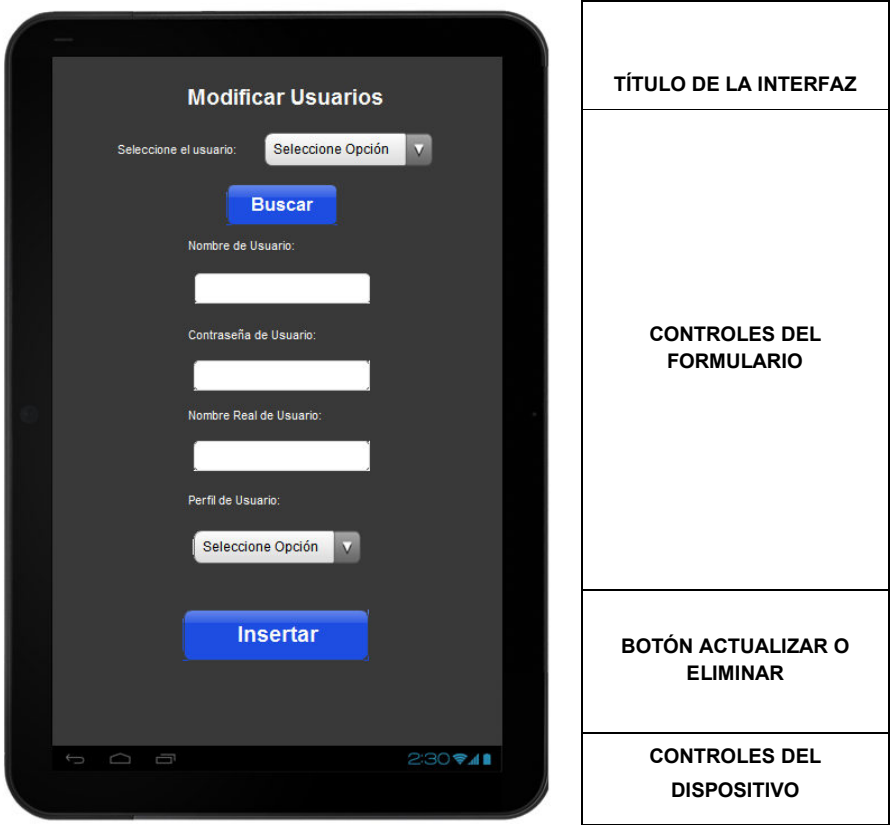 Modificar Usuarios
Seleccione el usuario: Seleccione Opción
Buscar
Nombre de Usuario:
Contraseña de Usuario:
Nombre Real de Usuario:
Perfil de Usuario:
Seleccione Opción
Insertar
2:30
TÍTULO DE LA INTERFAZ
CONTROLES DEL
FORMULARIO
BOTÓN ACTUALIZAR O
ELIMINAR
CONTROLES DEL
DISPOSITIVO